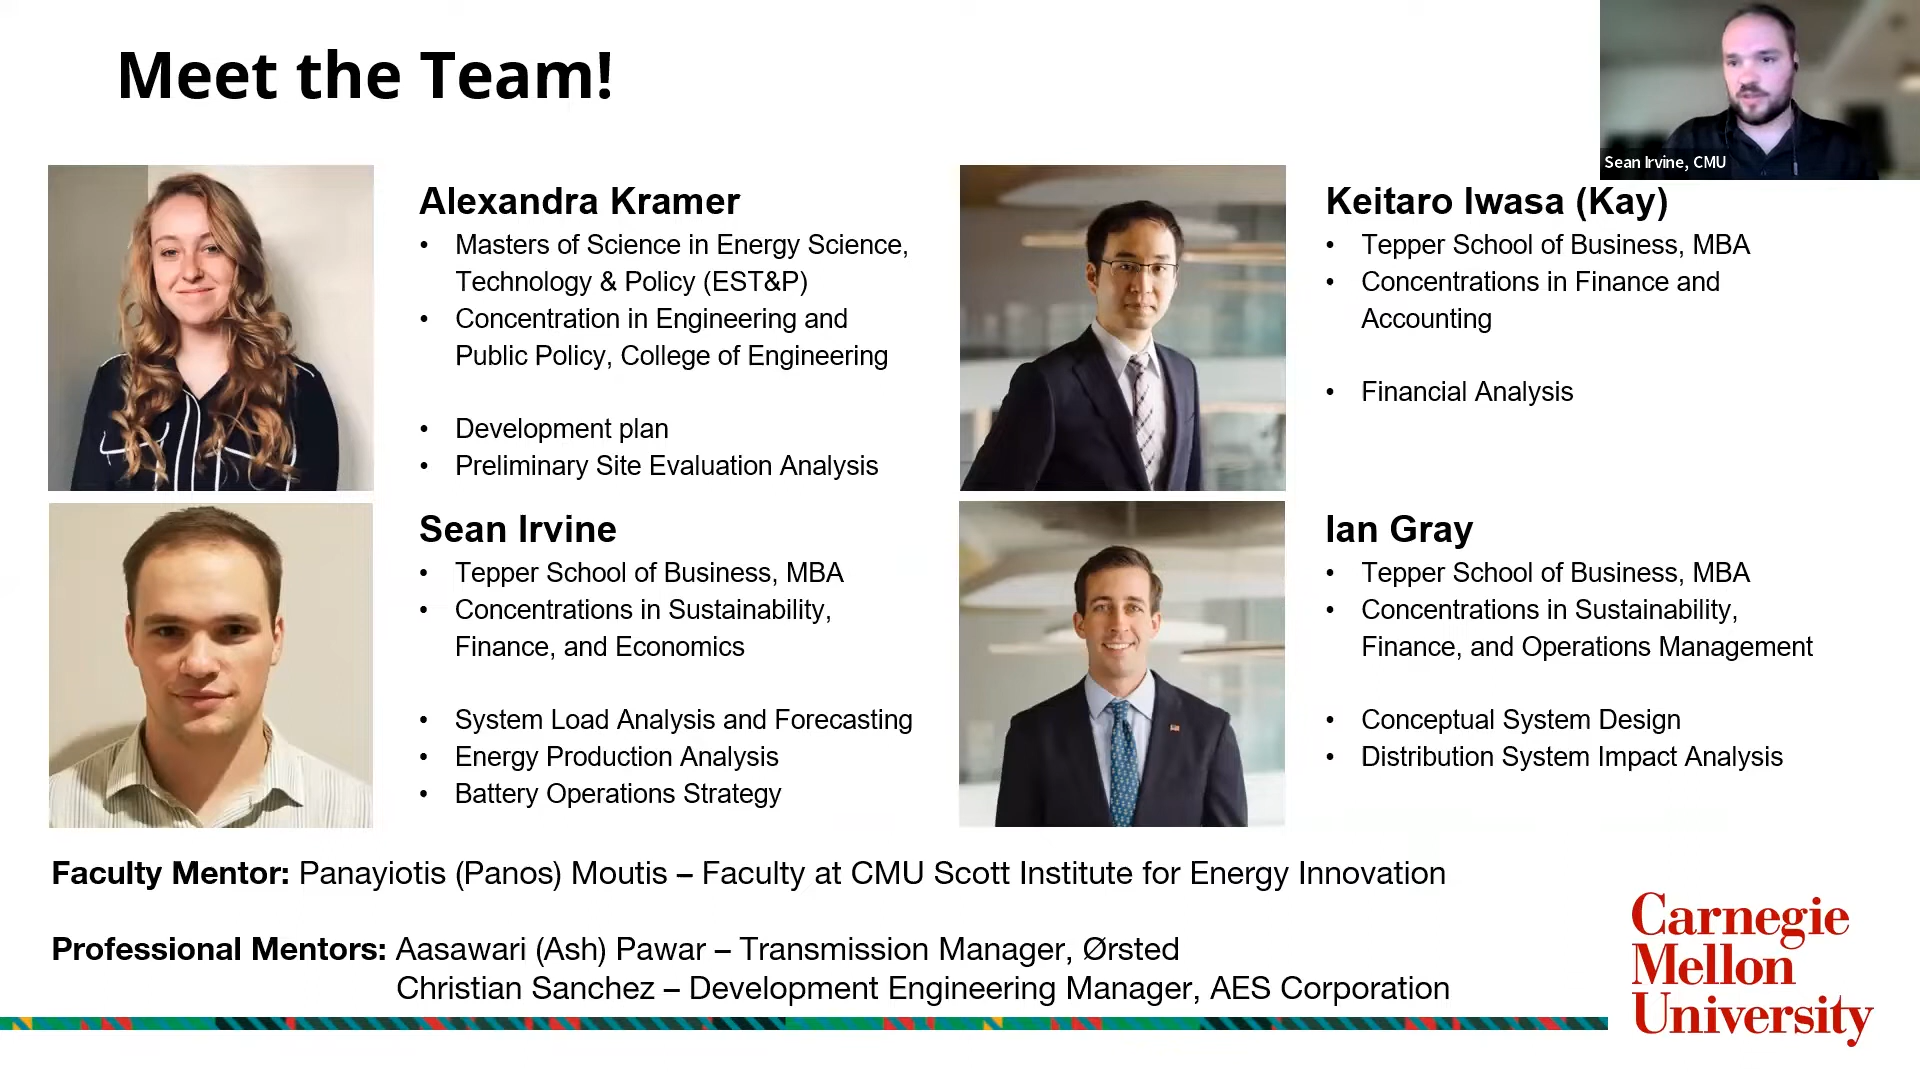 Meet the Team!
Sean Irvine, CMU
Alexandra Kramer
• Masters of Science in Energy Science,
Technology & Policy (EST&P)
• Concentration in Engineering and
Public Policy, College of Engineering
• Development plan
• Preliminary Site Evaluation Analysis
Keitaro Iwasa (Kay)
• Tepper School of Business, MBA
• Concentrations in Finance and
Accounting
• Financial Analysis
Sean Irvine
• Tepper School of Business, MBA
• Concentrations in Sustainability,
Finance, and Economics
• System Load Analysis and Forecasting
• Energy Production Analysis
• Battery Operations Strategy
Ian Gray
• Tepper School of Business, MBA
• Concentrations in Sustainability,
Finance, and Operations Management
• Conceptual System Design
• Distribution System Impact Analysis
Faculty Mentor: Panayiotis (Panos) Moutis – Faculty at CMU Scott Institute for Energy Innovation
Professional Mentors: Aasawari (Ash) Pawar – Transmission Manager, Ørsted
Christian Sanchez – Development Engineering Manager, AES Corporation
Carnegie
Mellon
University